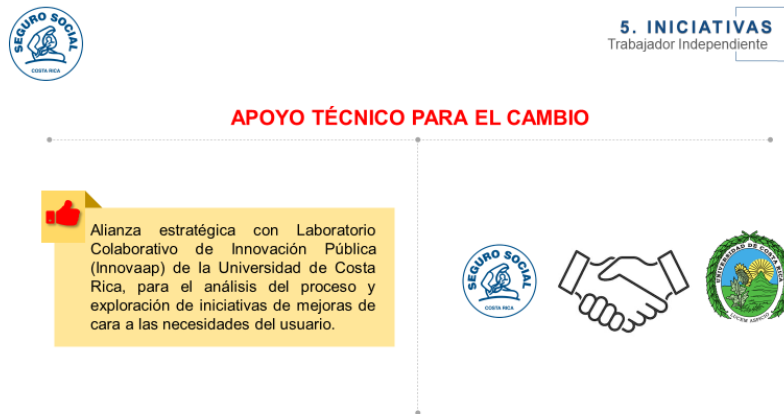 SEGURO SOCIAL
COSTA RICA
5. INICIATIVAS
Trabajador Independiente
APOYO TÉCNICO PARA EL CAMBIO
Alianza estratégica con Laboratorio
Colaborativo de Innovación Pública
(Innovaap) de la Universidad de Costa
Rica, para el análisis del proceso y
exploración de iniciativas de mejoras de
cara a las necesidades del usuario.
SEGURO SOCIAL
COSTA RICA
UNIVERSIDAD DE COSTA RICA
LUCEM ASPICIO